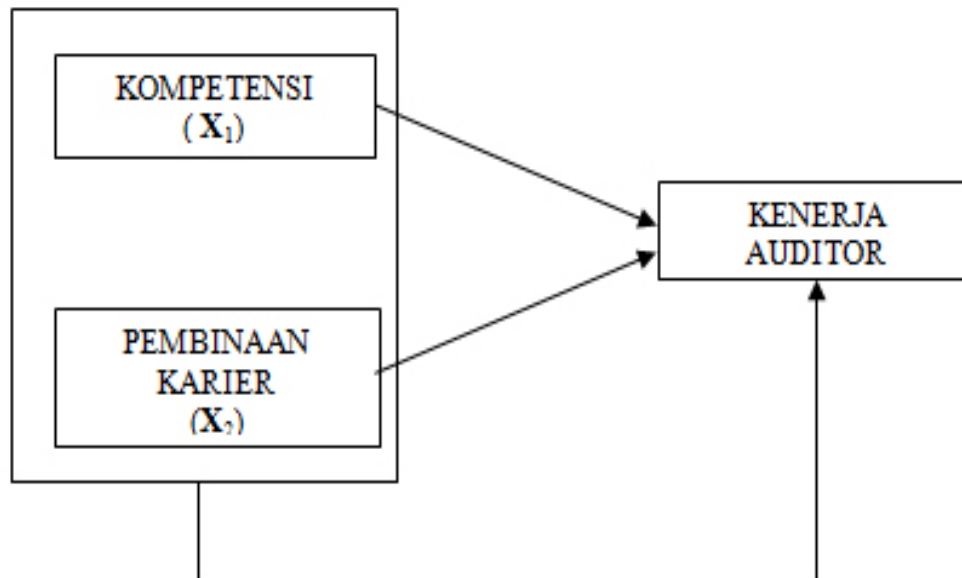 KOMPETENSI
( X₁)
KENERJA
AUDITOR
PEMBINAAN
KARIER
(X₂)